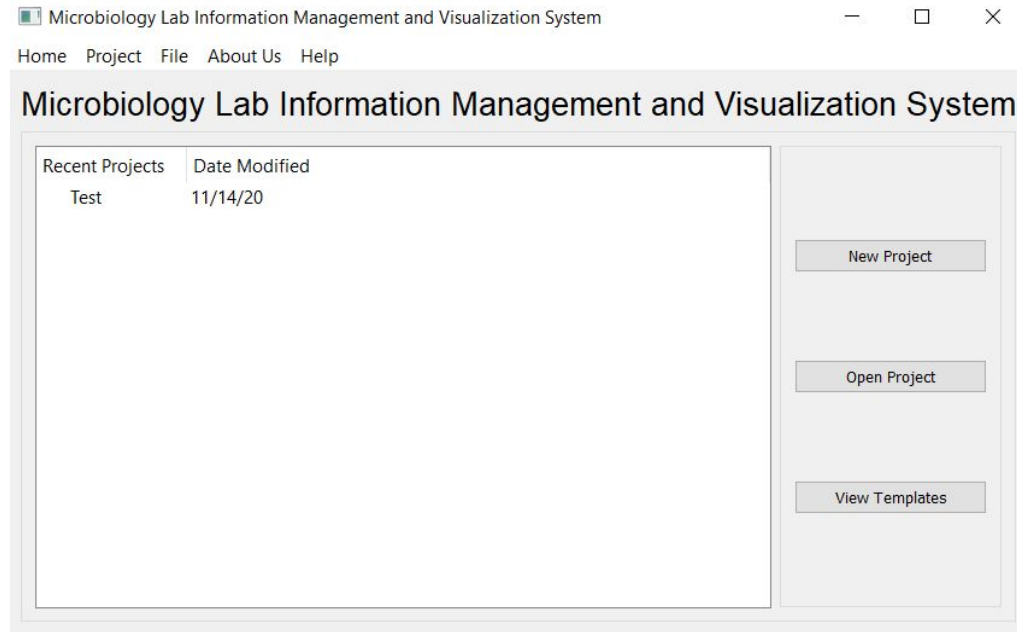 Microbiology Lab Information Management and Visualization System
Home Project File About Us Help
Microbiology Lab Information Management and Visualization System
Recent Projects Date Modified
Test 11/14/20
New Project
Open Project
View Templates